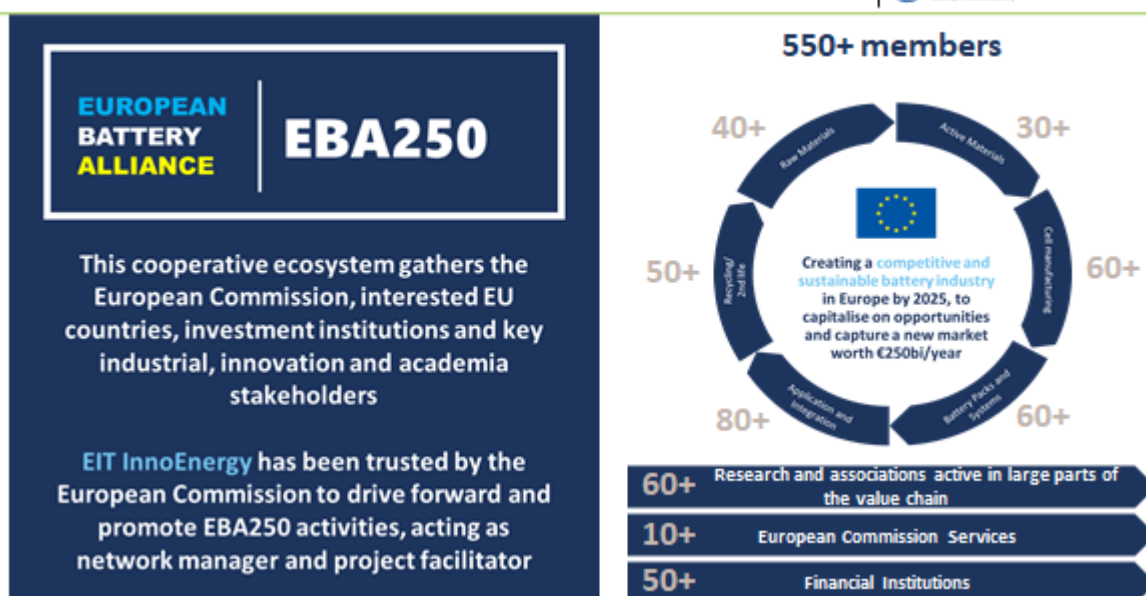 EUROPEAN
BATTERY
ALLIANCE
EBA250
This cooperative ecosystem gathers the
European Commission, interested EU
countries, investment institutions and key
industrial, innovation and academia
stakeholders
EIT InnoEnergy has been trusted by the
European Commission to drive forward and
promote EBA250 activities, acting as
network manager and project facilitator
550+ members
40+
Raw Materials
Active Materials
30+
50+
Recycling/
2nd life
Cell manufacturing
60+
Creating a competitive and
sustainable battery industry
in Europe by 2025, to
capitalise on opportunities
and capture a new market
worth €250bi/year
80+
Application and
Integration
Battery Packs and
Systems
60+
60+ Research and associations active in large parts of
the value chain
10+ European Commission Services
50+ Financial Institutions